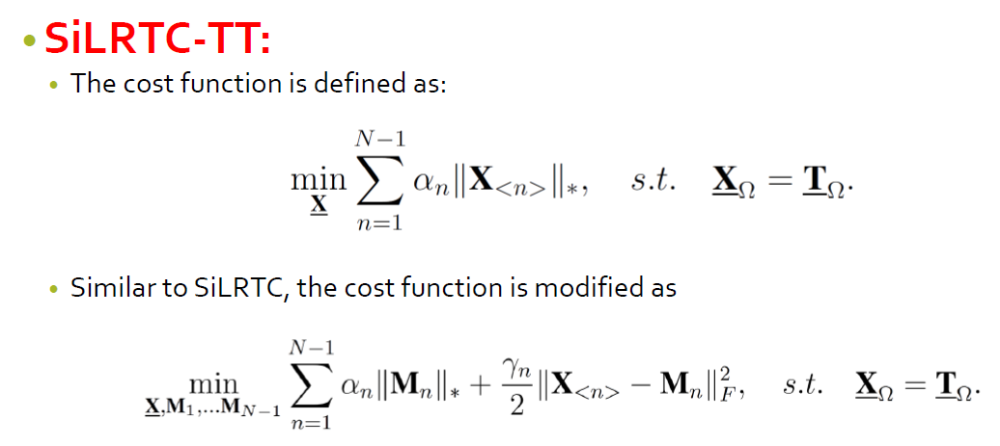 • SiLRTC-TT:
• The cost function is defined as:
$\min_{\underline{\mathbf{X}}} \sum_{n=1}^{N-1} \alpha_n \|\mathbf{X}_{<n>}\|_*, \quad s.t. \quad \underline{\mathbf{X}}_\Omega = \underline{\mathbf{T}}_\Omega.$
• Similar to SiLRTC, the cost function is modified as
$\min_{\underline{\mathbf{X}},\mathbf{M}_1,\ldots\mathbf{M}_{N-1}} \sum_{n=1}^{N-1} \alpha_n \|\mathbf{M}_n\|_* + \frac{\gamma_n}{2} \|\mathbf{X}_{<n>} - \mathbf{M}_n\|_F^2, \quad s.t. \quad \underline{\mathbf{X}}_\Omega = \underline{\mathbf{T}}_\Omega.$